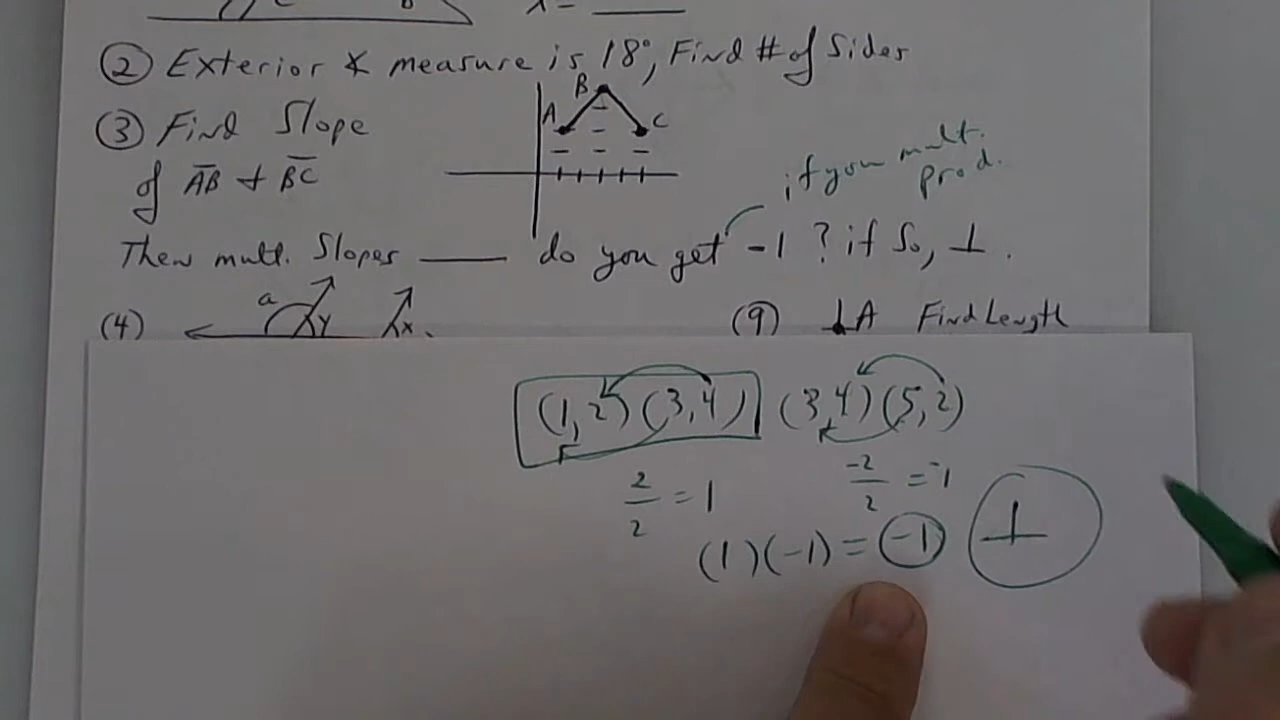 x = ____
② Exterior ∡ measure is 18°, Find # of Sides
③ Find Slope
of AB + BC
B
A
C
if you mult.
prod.
Then mult. Slopes ____ do you get -1 ? if So, ⊥.
a
(4) Y X
(9) ⊥A Find Length
(1,2)(3,4) (3,4)(5,2)
2/2 = 1 -2/2 = -1
(1)(-1) = -1 ⊥